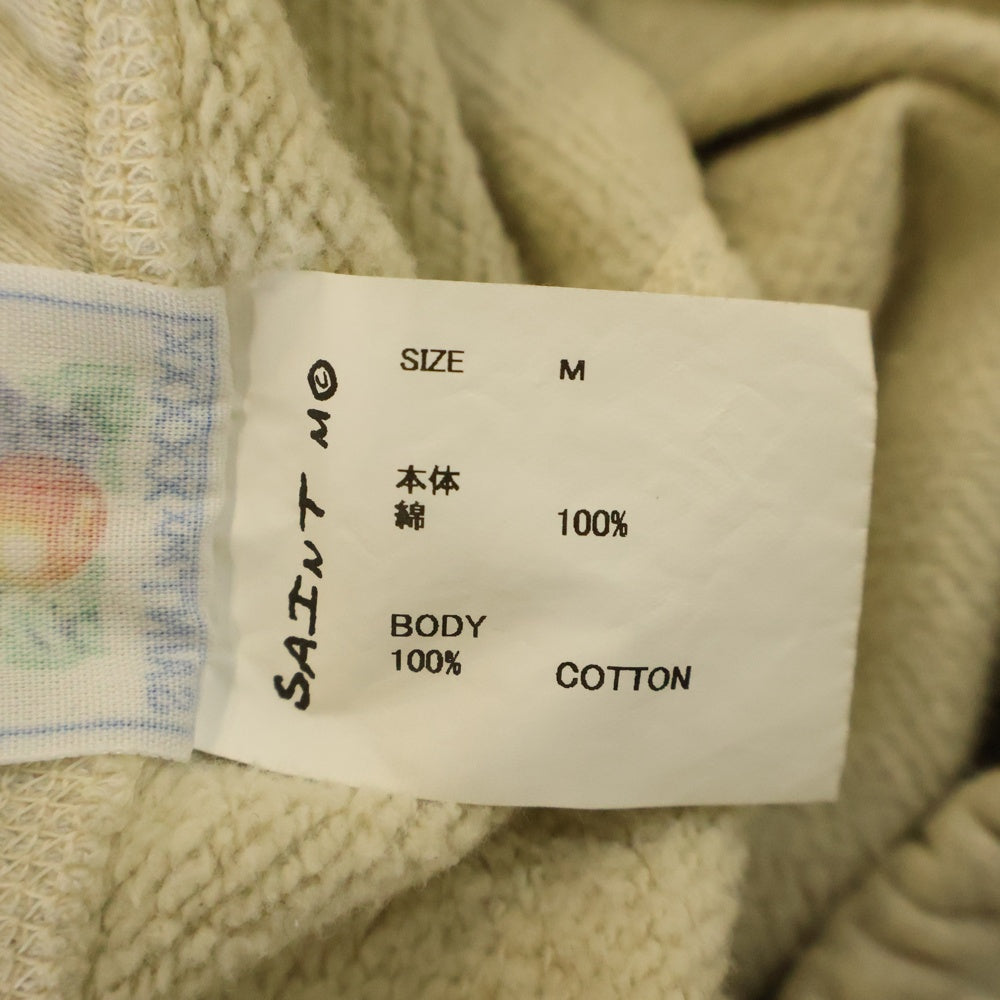 SAINT M©
SIZE M
本体
綿 100%
BODY
100% COTTON